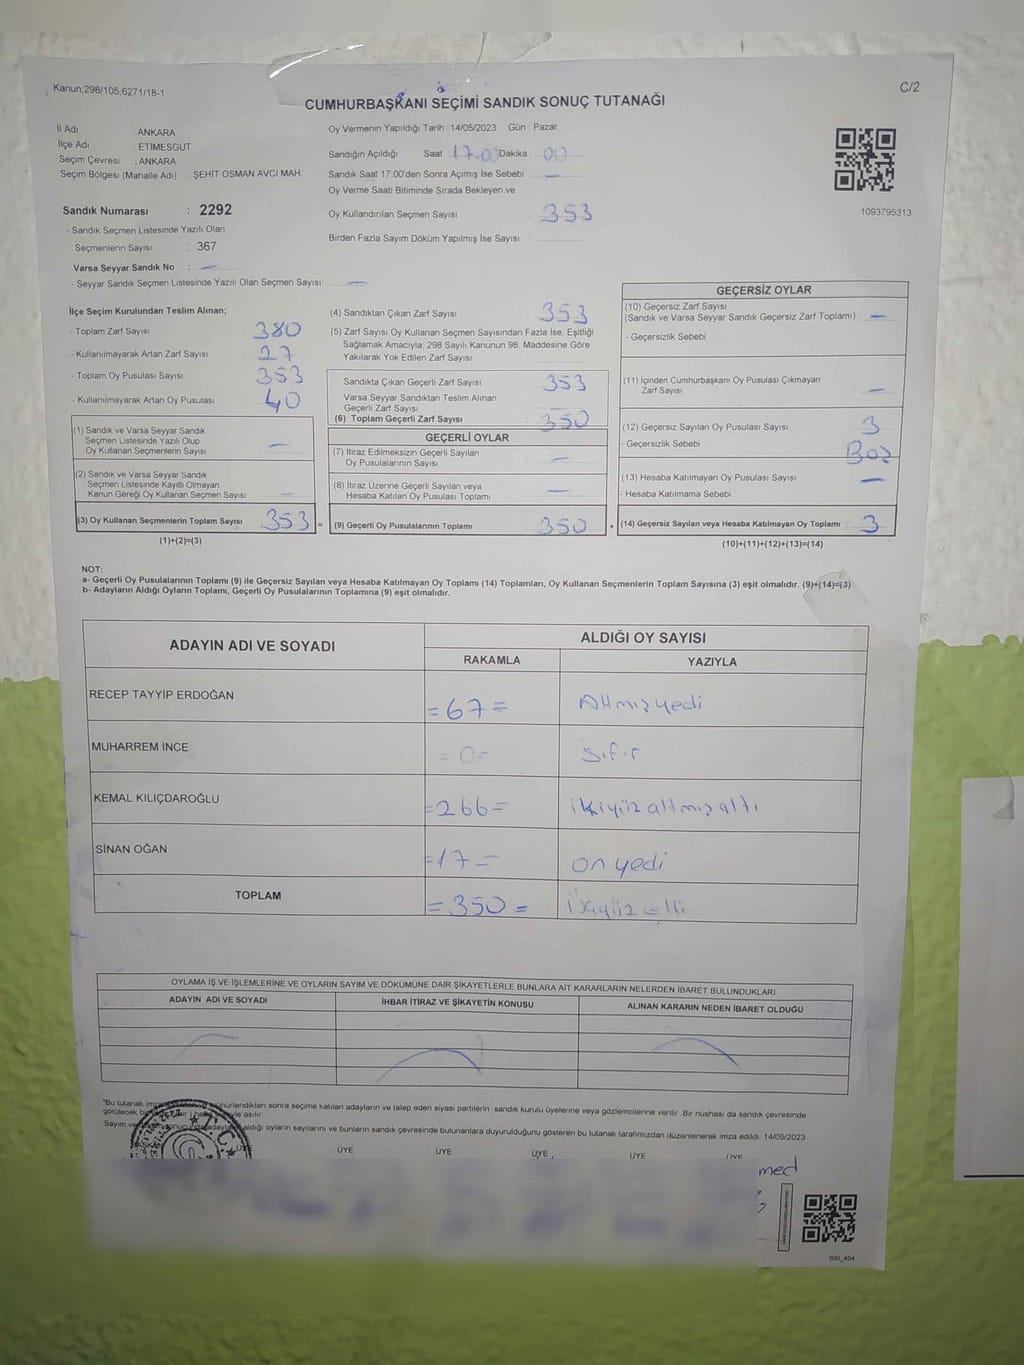 Kanun;298/105;6271/18-1
C/2
CUMHURBAŞKANI SEÇİMİ SANDIK SONUÇ TUTANAĞI
İl Adı : ANKARA
İlçe Adı : ETİMESGUT
Seçim Çevresi : ANKARA
Seçim Bölgesi (Mahalle Adı) ŞEHİT OSMAN AVCI MAH.
Sandık Numarası : 2292
- Sandık Seçmen Listesinde Yazılı Olan
Seçmenlerin Sayısı : 367
Varsa Seyyar Sandık No : —
- Seyyar Sandık Seçmen Listesinde Yazılı Olan Seçmen Sayısı: —
Oy Vermenin Yapıldığı Tarih :14/05/2023 Gün : Pazar
Sandığın Açıldığı Saat 17.00 Dakika 00
Sandık Saat 17:00'den Sonra Açımış İse Sebebi : —
Oy Verme Saati Bitiminde Sırada Bekleyen ve
Oy Kullandırılan Seçmen Sayısı : 353
Birden Fazla Sayım Döküm Yapılmış İse Sayısı :
1093795313
İlçe Seçim Kurulundan Teslim Alınan;
- Toplam Zarf Sayısı : 380
- Kullanılmayarak Artan Zarf Sayısı : 27
- Toplam Oy Pusulası Sayısı : 353
- Kullanılmayarak Artan Oy Pusulası : 40
(1) Sandık ve Varsa Seyyar Sandık
Seçmen Listesinde Yazılı Olup
Oy Kullanan Seçmenlerin Sayısı : —
(2) Sandık ve Varsa Seyyar Sandık
Seçmen Listesinde Kayıtlı Olmayan
Kanun Gereği Oy Kullanan Seçmen Sayısı : —
(3) Oy Kullanan Seçmenlerin Toplam Sayısı : 353 =
(1)+(2)=(3)
(4) Sandıktan Çıkan Zarf Sayısı : 353
(5) Zarf Sayısı Oy Kullanan Seçmen Sayısından Fazla İse, Eşitliği
Sağlamak Amacıyla; 298 Sayılı Kanunun 98. Maddesine Göre
Yakılarak Yok Edilen Zarf Sayısı :
Sandıkta Çıkan Geçerli Zarf Sayısı : 353
Varsa Seyyar Sandıktan Teslim Alınan
Geçerli Zarf Sayısı
(6) Toplam Geçerli Zarf Sayısı : 350
GEÇERLİ OYLAR
(7) İtiraz Edilmeksizin Geçerli Sayılan
Oy Pusulalarının Sayısı : —
(8) İtiraz Üzerine Geçerli Sayılan veya
Hesaba Katılan Oy Pusulaları Toplamı : —
(9) Geçerli Oy Pusulalarının Toplamı : 350 +
GEÇERSİZ OYLAR
(10) Geçersiz Zarf Sayısı
(Sandık ve Varsa Seyyar Sandık Geçersiz Zarf Toplamı) : —
- Geçersizlik Sebebi :
(11) İçinden Cumhurbaşkanı Oy Pusulası Çıkmayan
Zarf Sayısı : —
(12) Geçersiz Sayılan Oy Pusulası Sayısı : 3
- Geçersizlik Sebebi : Boş
(13) Hesaba Katılmayan Oy Pusulası Sayısı : —
- Hesaba Katılmama Sebebi :
(14) Geçersiz Sayılan veya Hesaba Katılmayan Oy Toplamı : 3
(10)+(11)+(12)+(13)=(14)
NOT:
a- Geçerli Oy Pusulalarının Toplamı (9) ile Geçersiz Sayılan veya Hesaba Katılmayan Oy Toplamı (14) Toplamları, Oy Kullanan Seçmenlerin Toplam Sayısına (3) eşit olmalıdır. (9)+(14)=(3)
b- Adayların Aldığı Oyların Toplamı, Geçerli Oy Pusulalarının Toplamına (9) eşit olmalıdır.
ADAYIN ADI VE SOYADI
ALDIĞI OY SAYISI
RAKAMLA YAZIYLA
RECEP TAYYİP ERDOĞAN =67= Altmışyedi
MUHARREM İNCE =0= sıfır
KEMAL KILIÇDAROĞLU =266= ikiyüz altmış altı
SİNAN OĞAN =17= on yedi
TOPLAM =350= elli
OYLAMA İŞ VE İŞLEMLERİNE VE OYLARIN SAYIM VE DÖKÜMÜNE DAİR ŞİKAYETLERLE BUNLARA AİT KARARLARIN NELERDEN İBARET BULUNDUKLARI
ADAYIN ADI VE SOYADI İHBAR İTİRAZ VE ŞİKAYETİN KONUSU ALINAN KARARIN NEDEN İBARET OLDUĞU
"Bu tutanak sonra seçime katılan adayların ve talep eden siyasi partilerin sandık kurulu üyelerine veya gözlemcilerine verilir. Bir nüshası da sandık çevresinde
görülecek asılır.
Sayım aldığı oyların sayılarını ve bunların sandık çevresinde bulunanlara duyurulduğunu gösteren bu tutanak tarafımızdan düzenlenerek imza edildi. 14/05/2023
ÜYE ÜYE ÜYE ÜYE ÜYE
med
SSI_404